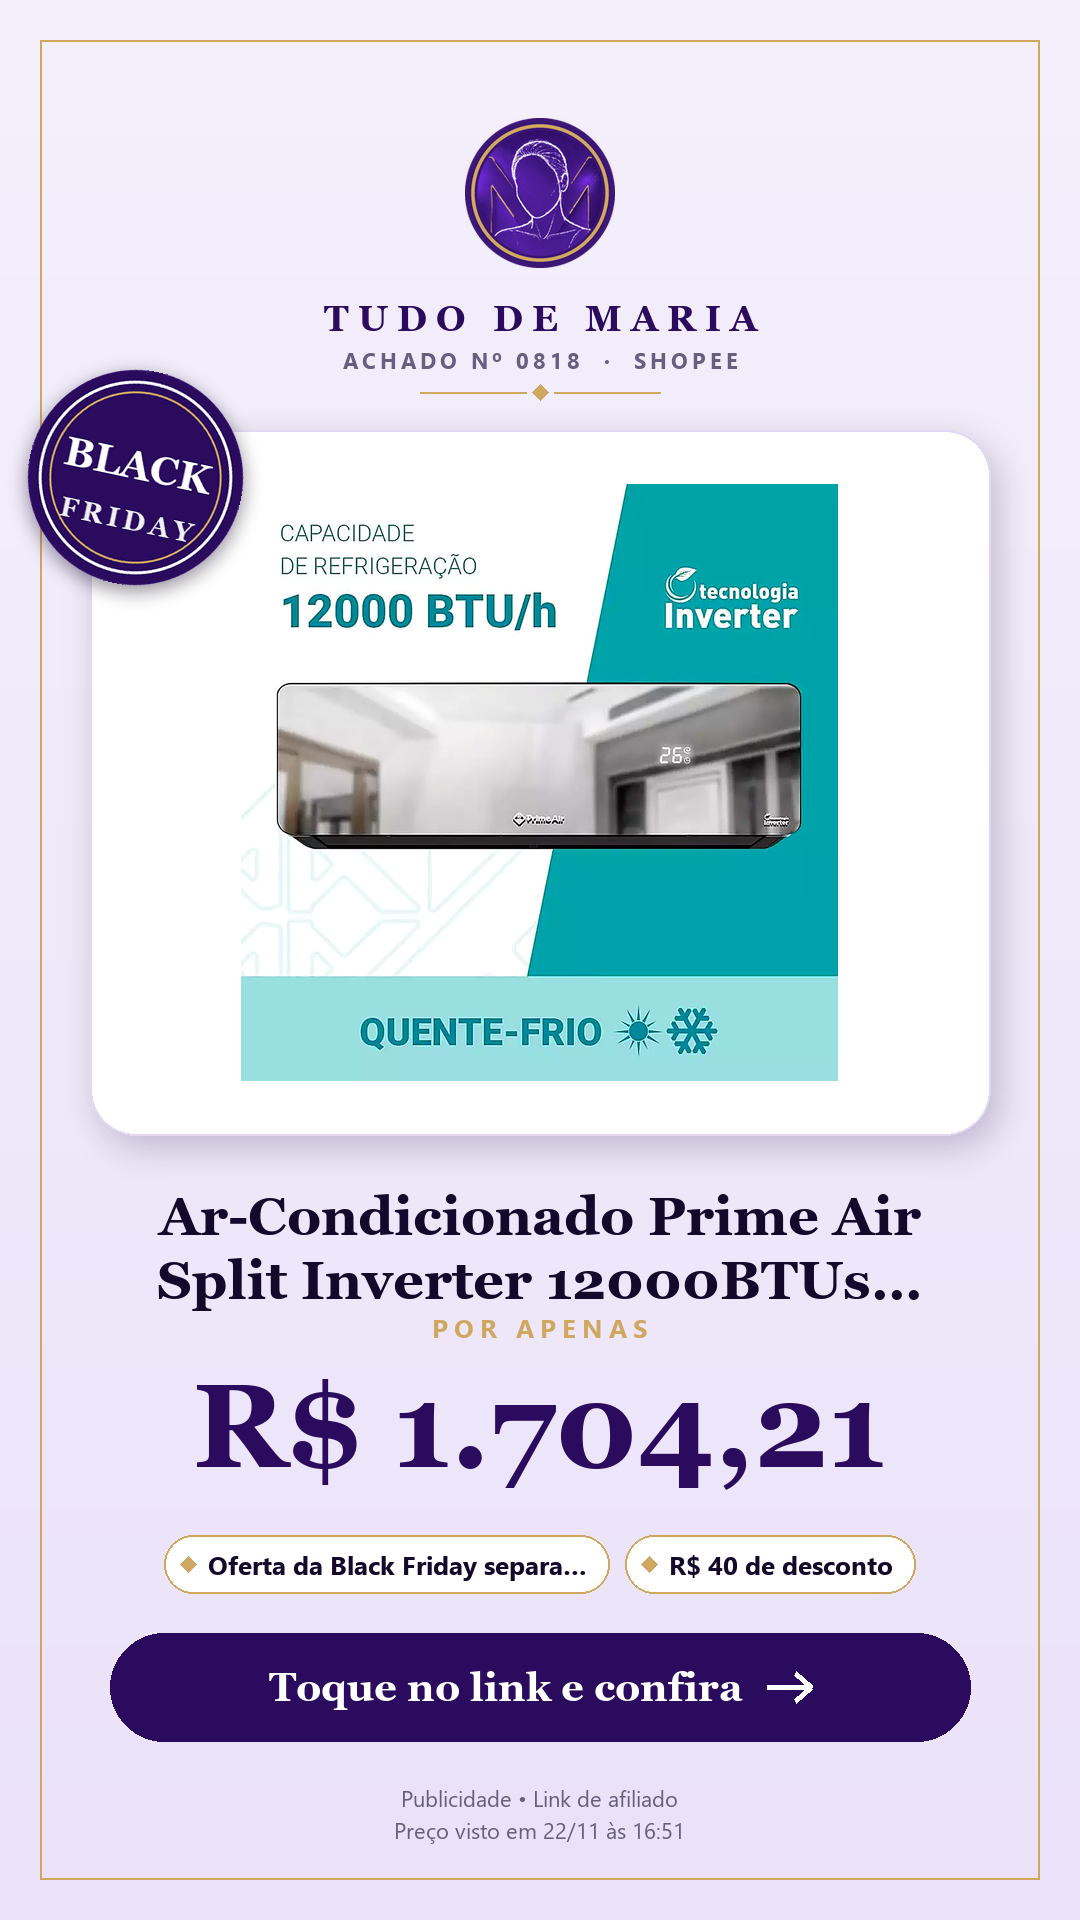 TUDO DE MARIA
ACHADO Nº 0818 · SHOPEE
BLACK
FRIDAY
CAPACIDADE
DE REFRIGERAÇÃO
12000 BTU/h
tecnologia
Inverter
26°C
PrimeAir
Inverter
QUENTE-FRIO
Ar-Condicionado Prime Air
Split Inverter 12000BTUs...
POR APENAS
R$ 1.704,21
Oferta da Black Friday separa...
R$ 40 de desconto
Toque no link e confira →
Publicidade • Link de afiliado
Preço visto em 22/11 às 16:51